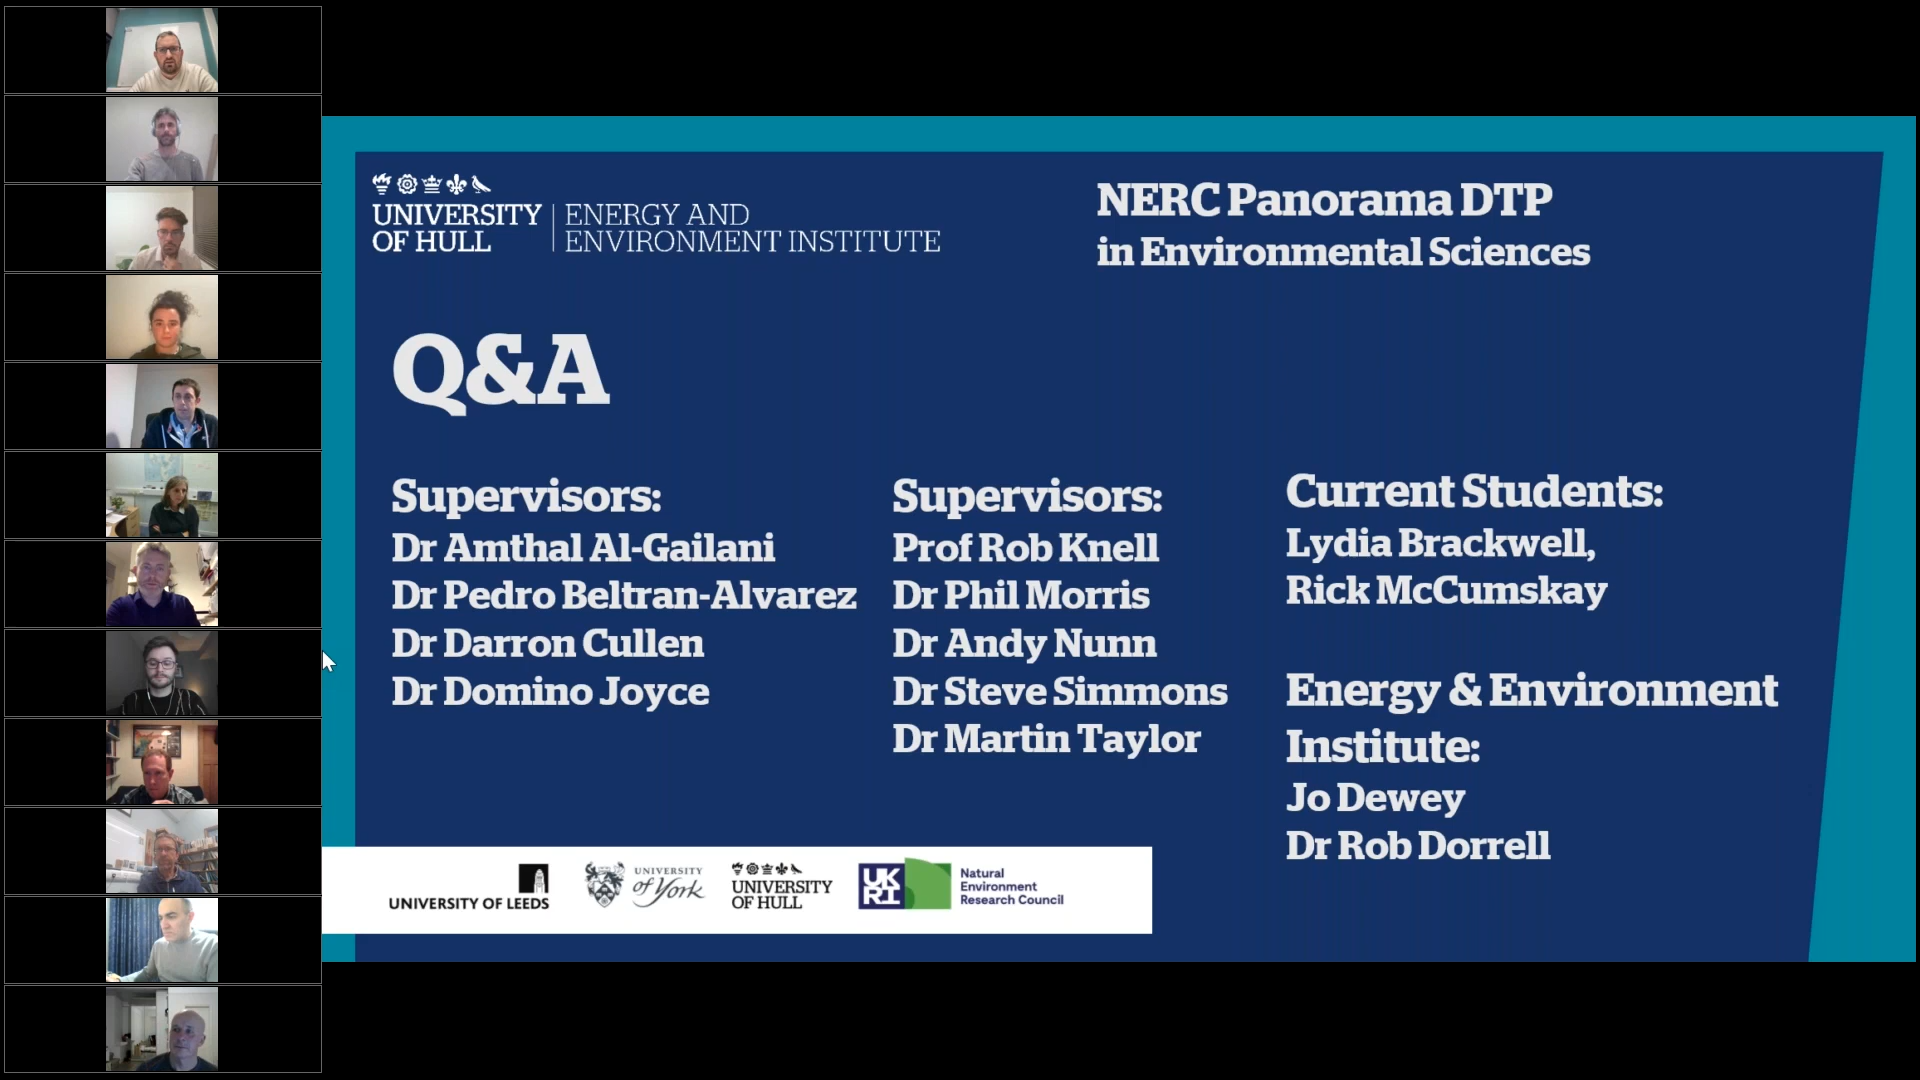 UNIVERSITY
OF HULL
ENERGY AND
ENVIRONMENT INSTITUTE
NERC Panorama DTP
in Environmental Sciences
Q&A
Supervisors:
Dr Amthal Al-Gailani
Dr Pedro Beltran-Alvarez
Dr Darron Cullen
Dr Domino Joyce
Supervisors:
Prof Rob Knell
Dr Phil Morris
Dr Andy Nunn
Dr Steve Simmons
Dr Martin Taylor
Current Students:
Lydia Brackwell,
Rick McCumskay
Energy & Environment
Institute:
Jo Dewey
Dr Rob Dorrell
UNIVERSITY OF LEEDS
UNIVERSITY
of York
UNIVERSITY
OF HULL
UK
RI
Natural
Environment
Research Council